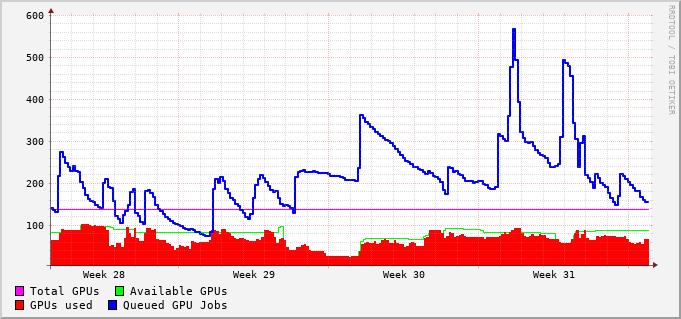 600
500
400
300
200
100
Week 28 Week 29 Week 30 Week 31
Total GPUs Available GPUs
GPUs used Queued GPU Jobs
RRDTOOL / TOBI OETIKER